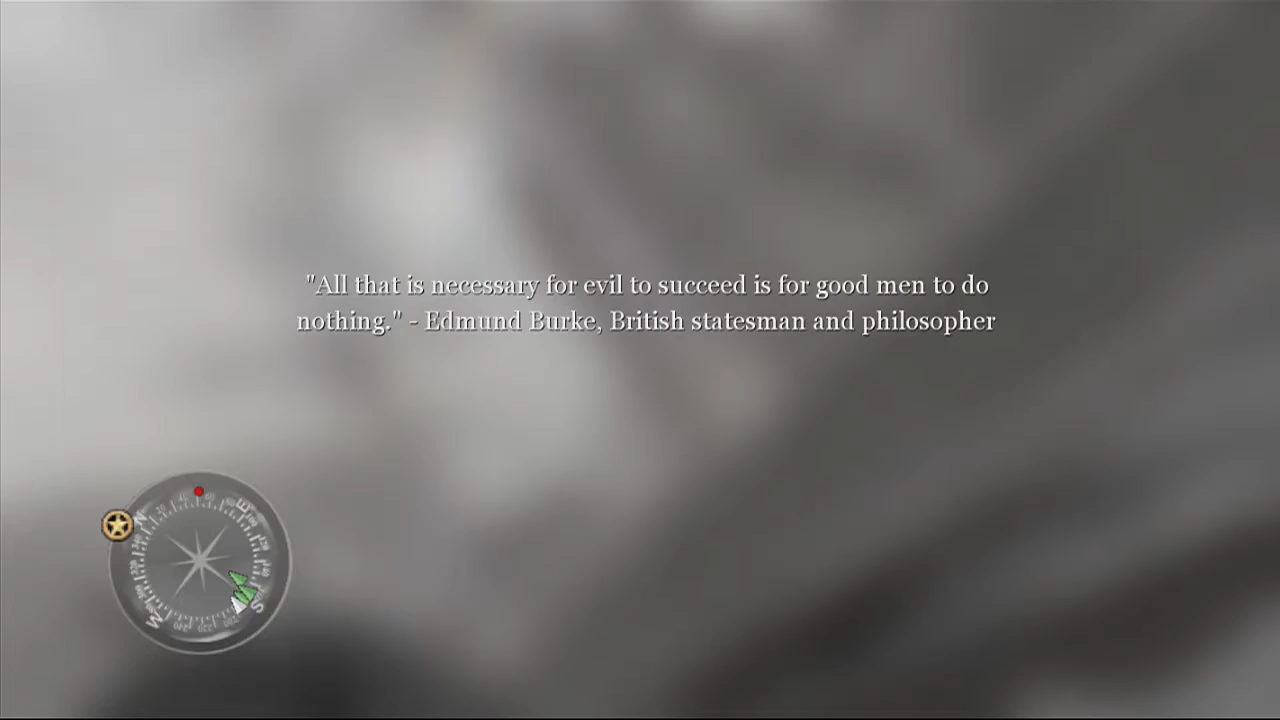 "All that is necessary for evil to succeed is for good men to do
nothing." - Edmund Burke, British statesman and philosopher
N
E
S
W